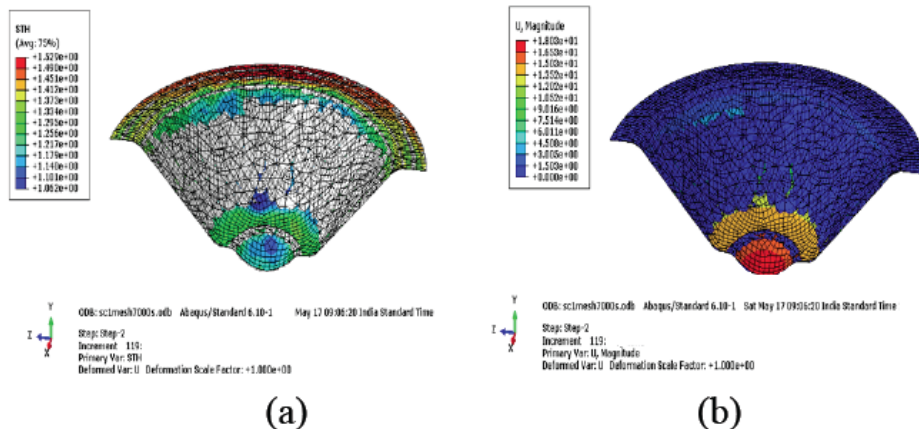 STH
(Avg: 75%)
+1.529e+00
+1.490e+00
+1.451e+00
+1.412e+00
+1.373e+00
+1.334e+00
+1.295e+00
+1.256e+00
+1.217e+00
+1.179e+00
+1.140e+00
+1.101e+00
+1.062e+00
Y
Z
X
ODB: sc1mesh7000s.odb Abaqus/Standard 6.10-1 May 17 09:06:20 India Standard Time
Step: Step-2
Increment 119:
Primary Var: STH
Deformed Var: U Deformation Scale Factor: +1.000e+00
(a)
U, Magnitude
+1.803e+01
+1.653e+01
+1.503e+01
+1.352e+01
+1.202e+01
+1.052e+01
+9.016e+00
+7.514e+00
+6.011e+00
+4.508e+00
+3.005e+00
+1.503e+00
+0.000e+00
Y
Z
X
ODB: sc1mesh7000s.odb Abaqus/Standard 6.10-1 Sat May 17 09:06:20 India Standard Time
Step: Step-2
Increment 119:
Primary Var: U, Magnitude
Deformed Var: U Deformation Scale Factor: +1.000e+00
(b)